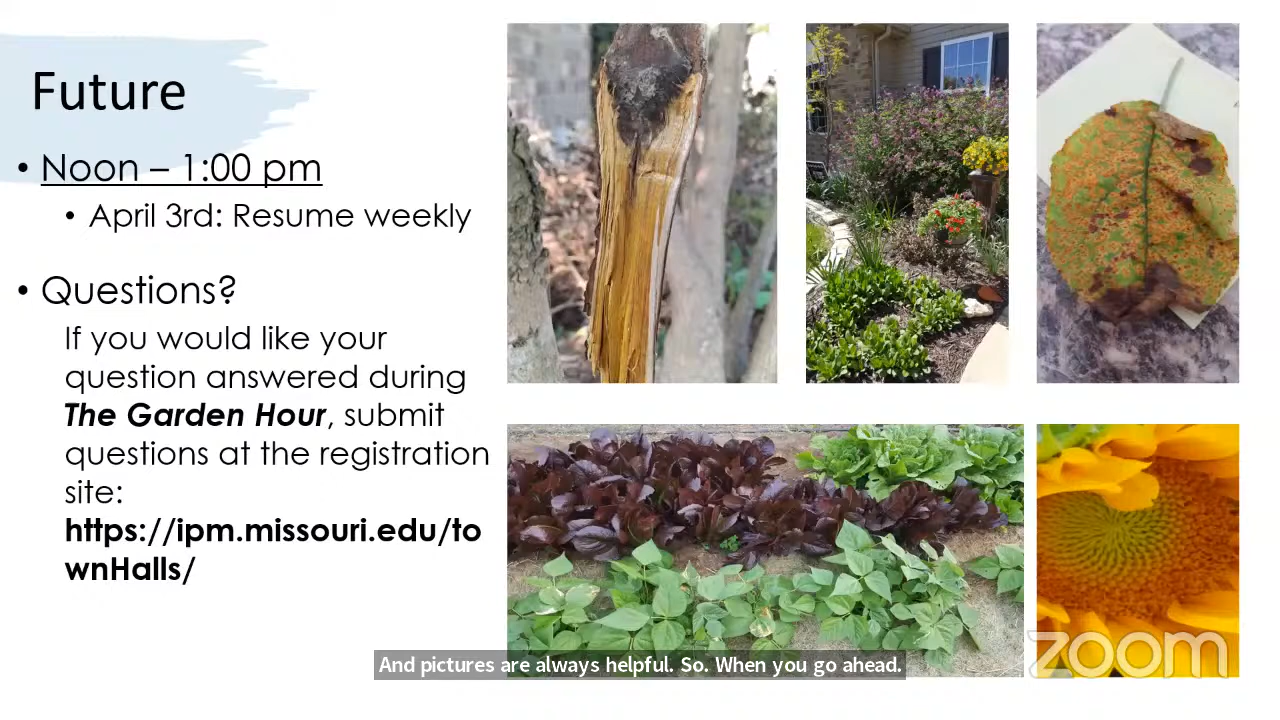 Future
• Noon – 1:00 pm
• April 3rd: Resume weekly
• Questions?
If you would like your
question answered during
The Garden Hour, submit
questions at the registration
site:
https://ipm.missouri.edu/to
wnHalls/
And pictures are always helpful. So. When you go ahead.
zoom